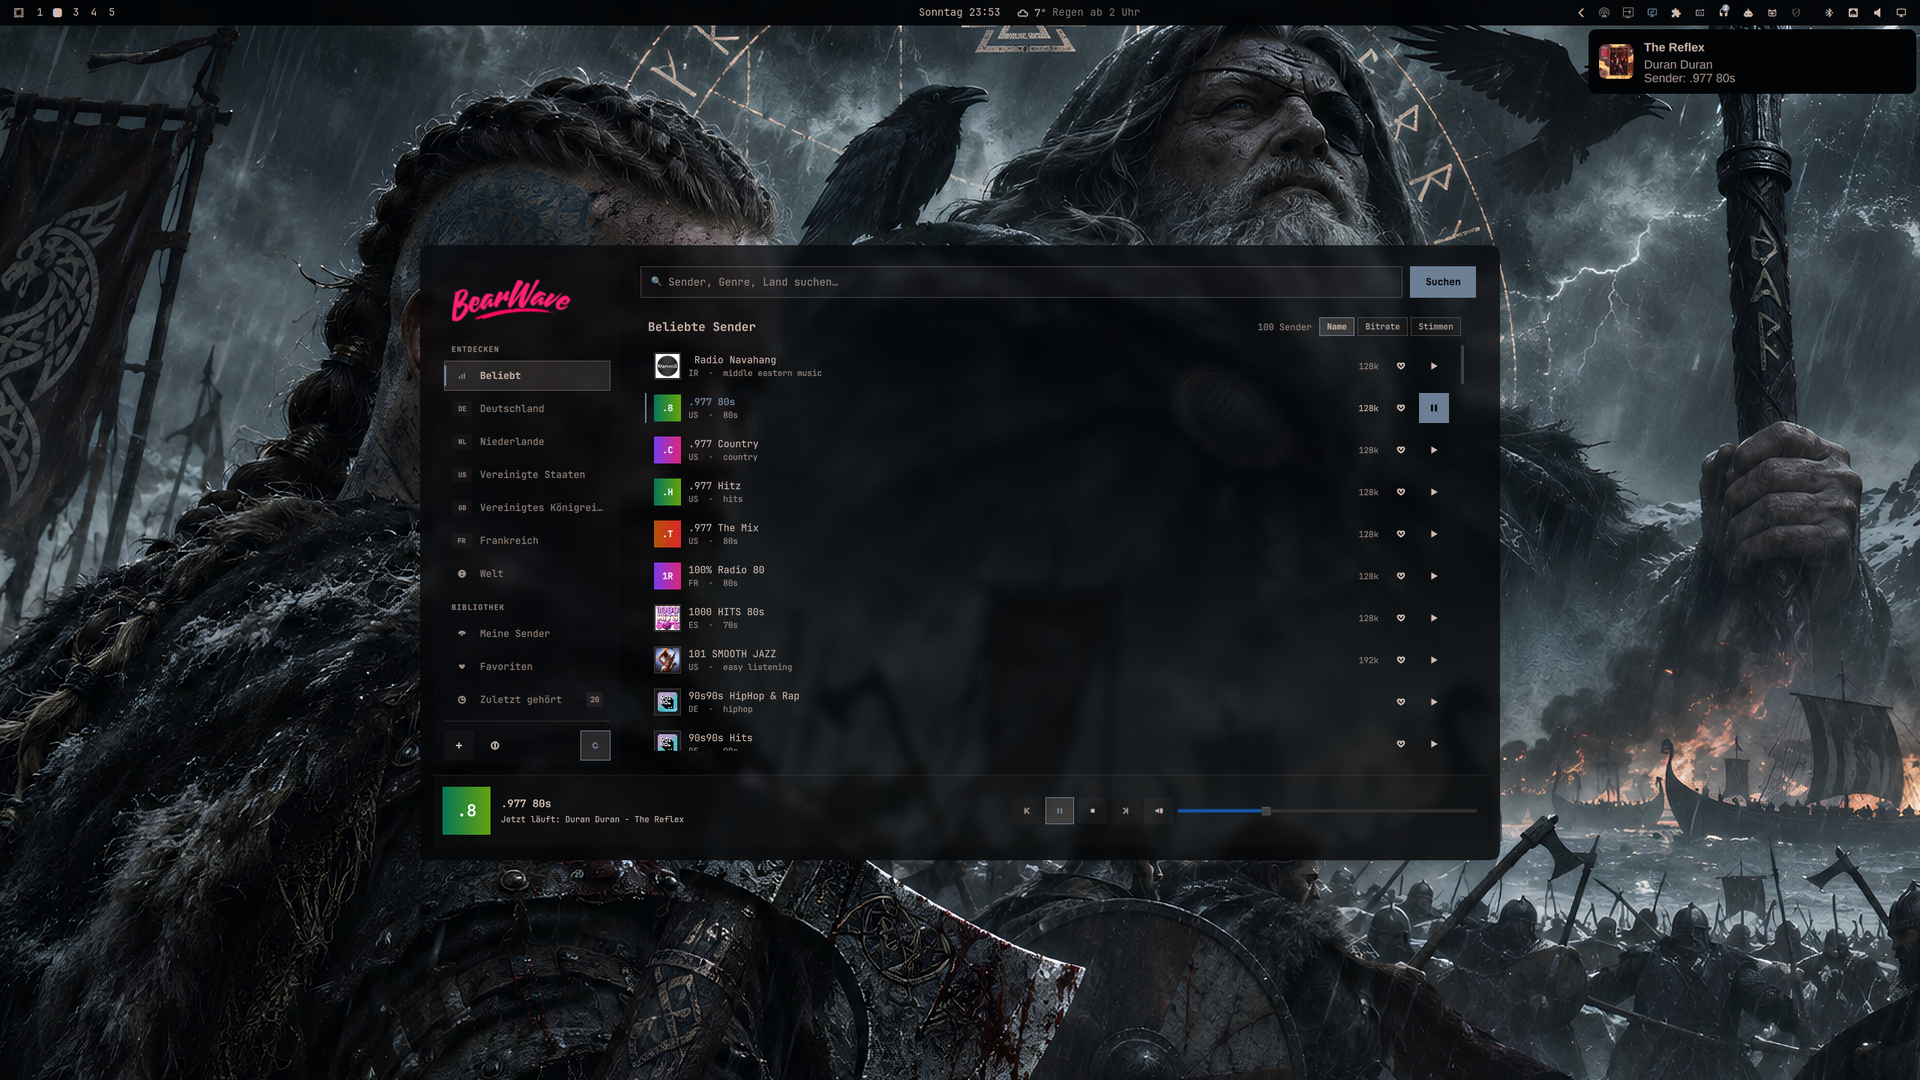 1 3 4 5
Sonntag 23:53 7° Regen ab 2 Uhr
The Reflex
Duran Duran
Sender: .977 80s
BearWave
Sender, Genre, Land suchen…
Suchen
ENTDECKEN
Beliebt
DE Deutschland
NL Niederlande
US Vereinigte Staaten
GB Vereinigtes Königrei…
FR Frankreich
Welt
BIBLIOTHEK
Meine Sender
Favoriten
Zuletzt gehört 20
Beliebte Sender
100 Sender Name Bitrate Stimmen
Radio Navahang
IR · middle eastern music
128k
.8
.977 80s
US · 80s
128k
.C
.977 Country
US · country
128k
.H
.977 Hitz
US · hits
128k
.T
.977 The Mix
US · 80s
128k
1R
100% Radio 80
FR · 80s
128k
1000 HITS 80s
ES · 70s
128k
101 SMOOTH JAZZ
US · easy listening
192k
90s90s HipHop & Rap
DE · hiphop
90s90s Hits
.8
.977 80s
Jetzt läuft: Duran Duran - The Reflex